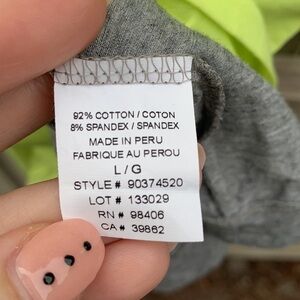 92% COTTON / COTON
8% SPANDEX / SPANDEX
MADE IN PERU
FABRIQUE AU PEROU
L / G
STYLE # 90374520
LOT # 133029
RN # 98406
CA # 39862